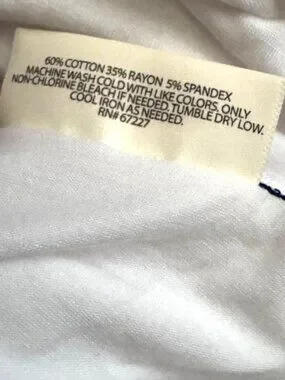 60% COTTON 35% RAYON 5% SPANDEX
MACHINE WASH COLD WITH LIKE COLORS. ONLY
NON-CHLORINE BLEACH IF NEEDED. TUMBLE DRY LOW.
COOL IRON AS NEEDED.
RN# 67227